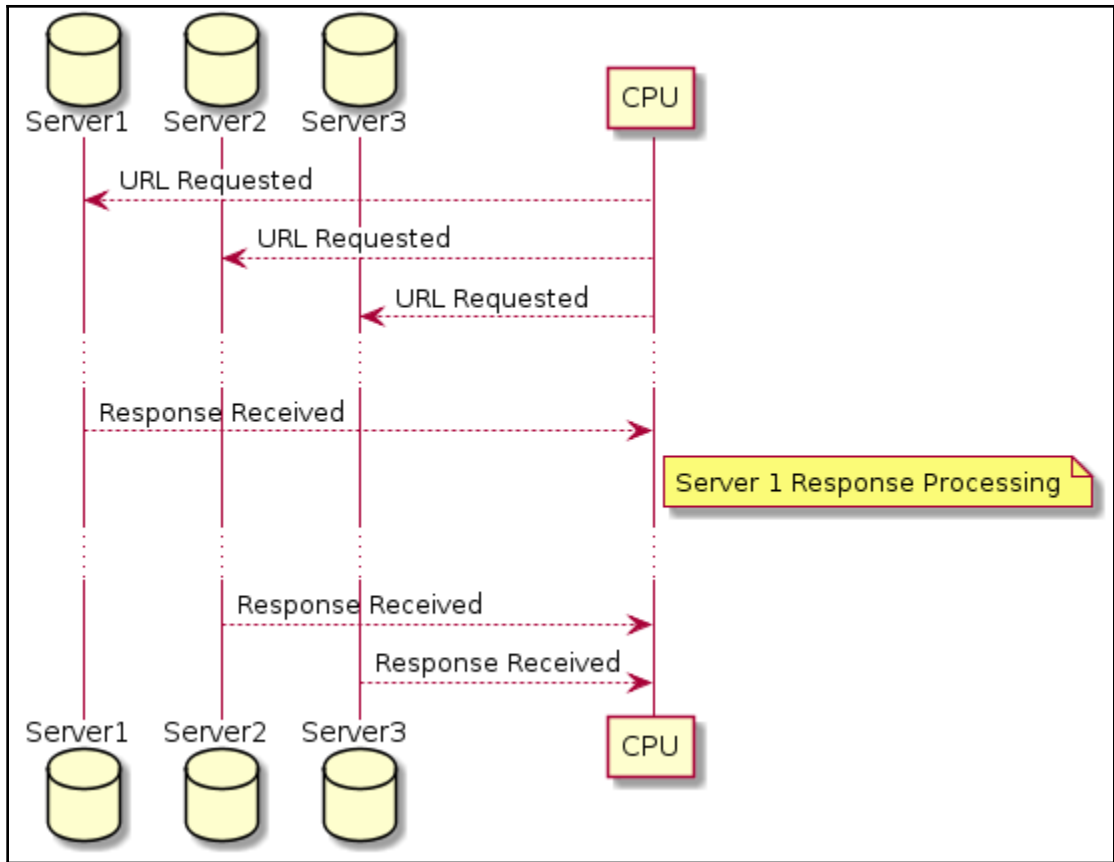 Server1
Server2
Server3
CPU
URL Requested
URL Requested
URL Requested
Response Received
Server 1 Response Processing
Response Received
Response Received
Server1
Server2
Server3
CPU